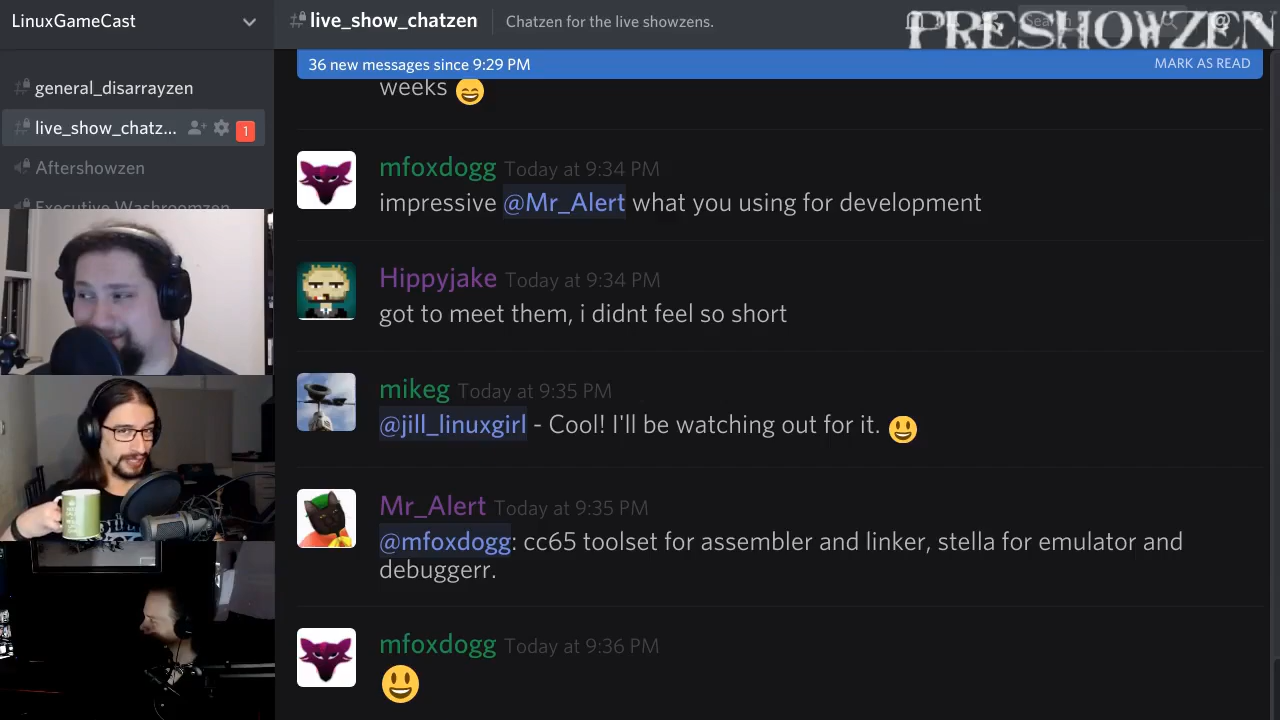 LinuxGameCast
live_show_chatzen
Chatzen for the live showzens.
Search
PRESHOWZEN
36 new messages since 9:29 PM
MARK AS READ
general_disarrayzen
live_show_chatz...
1
Aftershowzen
Executive Washroomzen
weeks 😄
mfoxdogg Today at 9:34 PM
impressive @Mr_Alert what you using for development
Hippyjake Today at 9:34 PM
got to meet them, i didnt feel so short
mikeg Today at 9:35 PM
@jill_linuxgirl - Cool! I'll be watching out for it. 😃
Mr_Alert Today at 9:35 PM
@mfoxdogg: cc65 toolset for assembler and linker, stella for emulator and
debuggerr.
mfoxdogg Today at 9:36 PM
😃